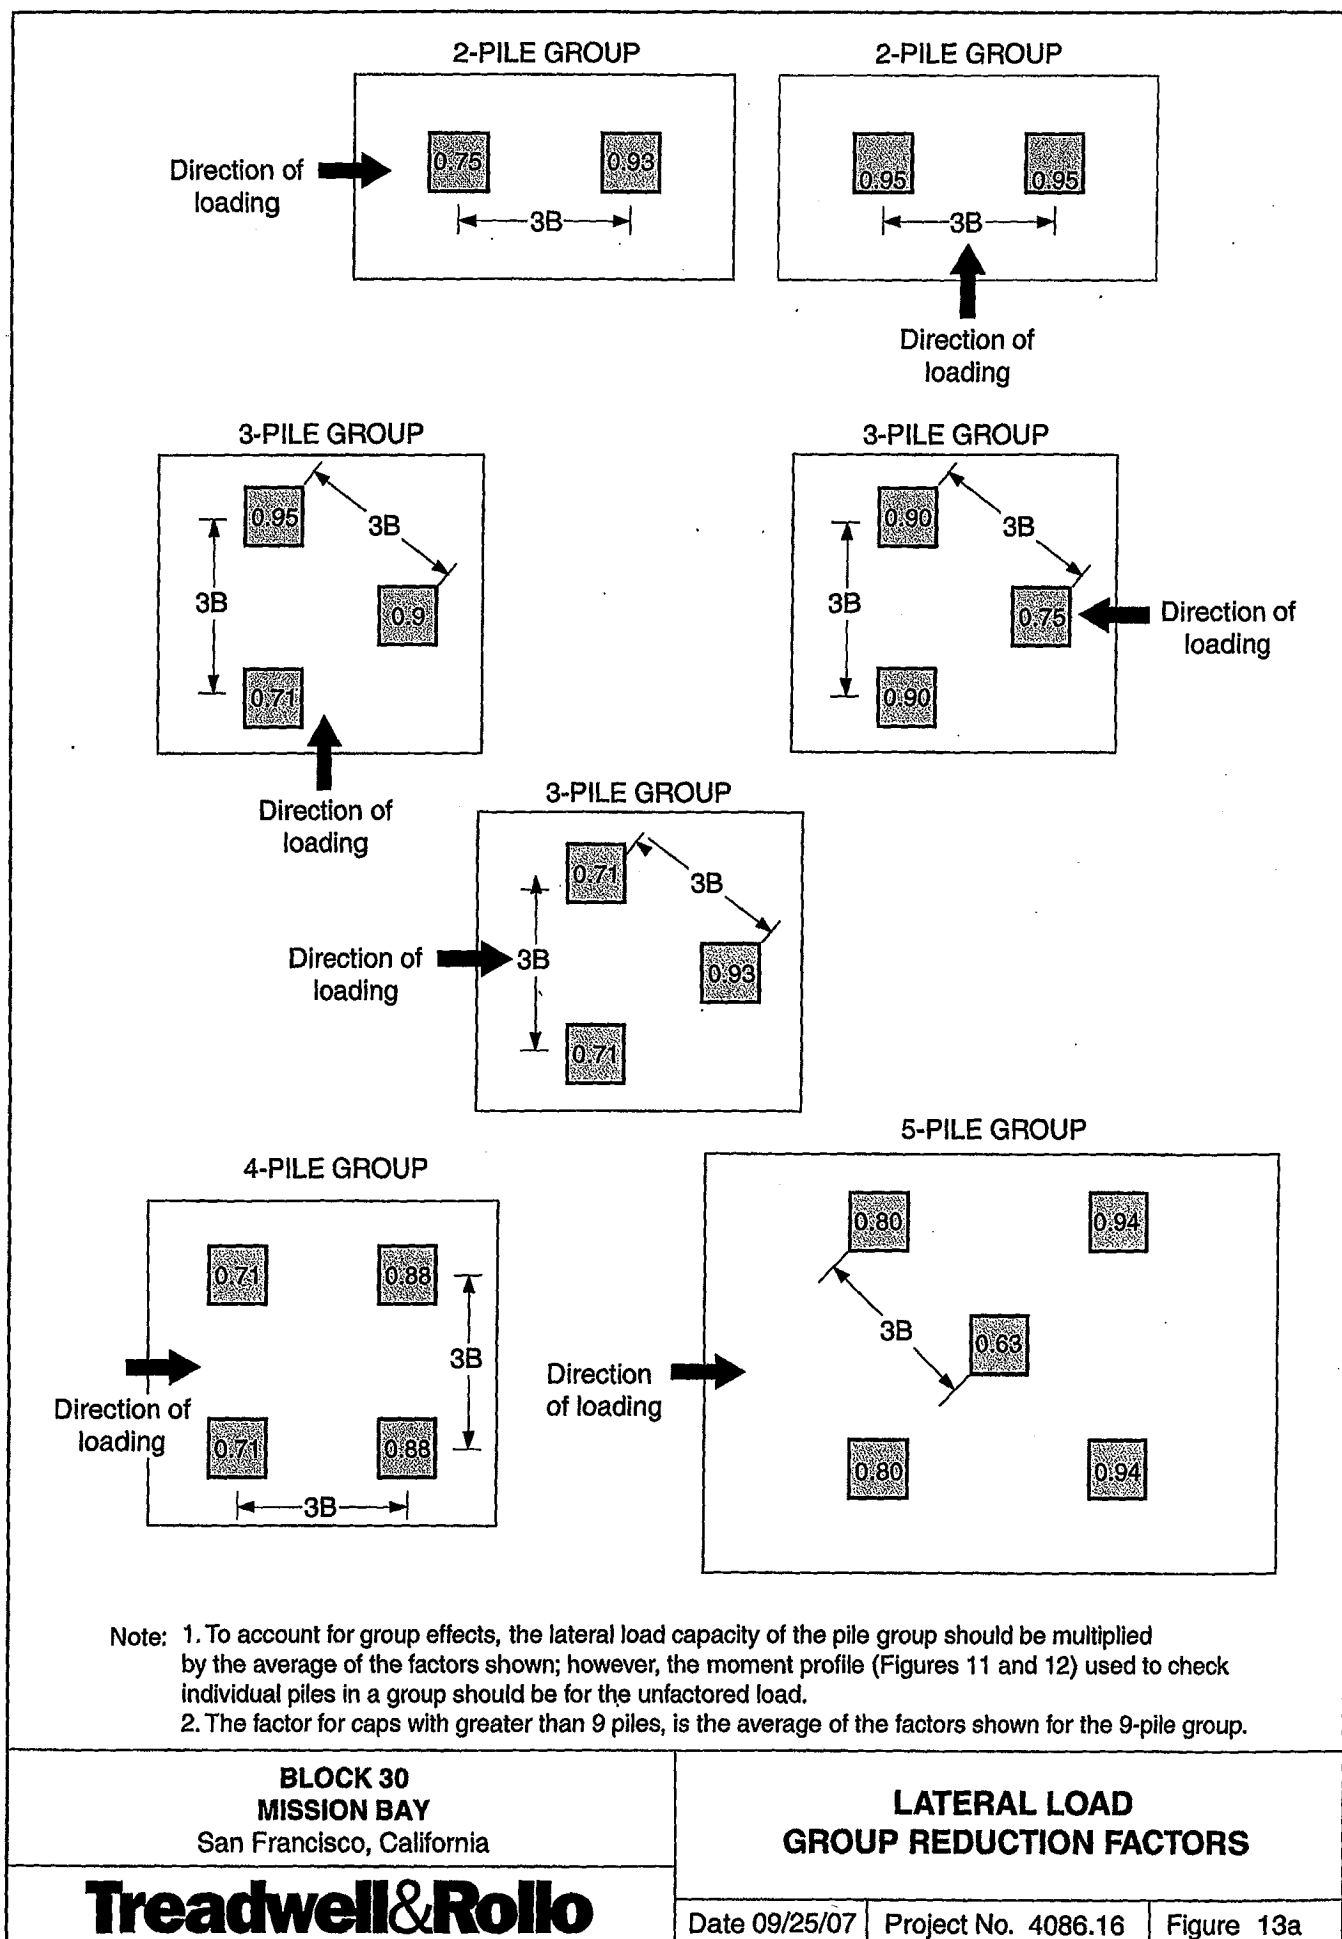 2-PILE GROUP
2-PILE GROUP
Direction of
loading
0.75
0.93
3B
0.95
0.95
3B
Direction of
loading
3-PILE GROUP
3-PILE GROUP
0.95
3B
3B
0.9
0.71
Direction of
loading
0.90
3B
3B
0.75
0.90
Direction of
loading
3-PILE GROUP
0.71
3B
Direction of
loading
3B
0.93
0.71
4-PILE GROUP
5-PILE GROUP
0.71
0.88
3B
Direction of
loading
0.71
0.88
3B
0.80
0.94
3B
0.63
Direction
of loading
0.80
0.94
Note: 1. To account for group effects, the lateral load capacity of the pile group should be multiplied
by the average of the factors shown; however, the moment profile (Figures 11 and 12) used to check
individual piles in a group should be for the unfactored load.
2. The factor for caps with greater than 9 piles, is the average of the factors shown for the 9-pile group.
BLOCK 30
MISSION BAY
San Francisco, California
LATERAL LOAD
GROUP REDUCTION FACTORS
Treadwell&Rollo
Date 09/25/07
Project No. 4086.16
Figure 13a